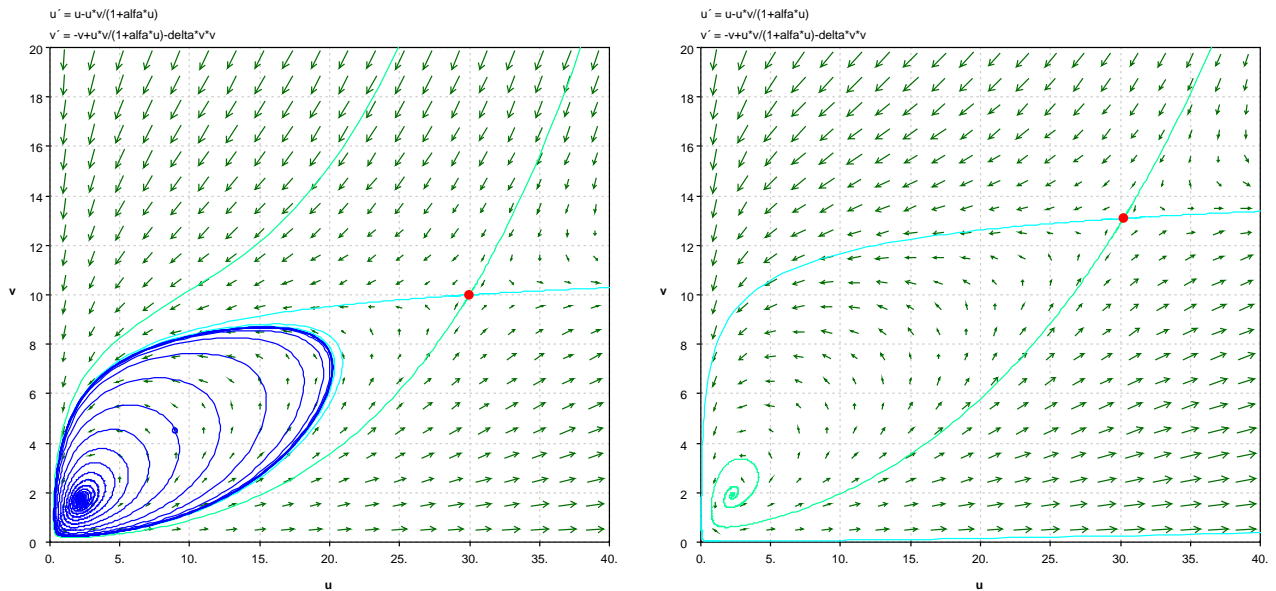 u´ = u-u*v/(1+alfa*u)
v´ = -v+u*v/(1+alfa*u)-delta*v*v
20
18
16
14
12
v
10
8
6
4
2
0
0. 5. 10. 15. 20. 25. 30. 35. 40.
u
u´ = u-u*v/(1+alfa*u)
v´ = -v+u*v/(1+alfa*u)-delta*v*v
20
18
16
14
12
v
10
8
6
4
2
0
0. 5. 10. 15. 20. 25. 30. 35. 40.
u